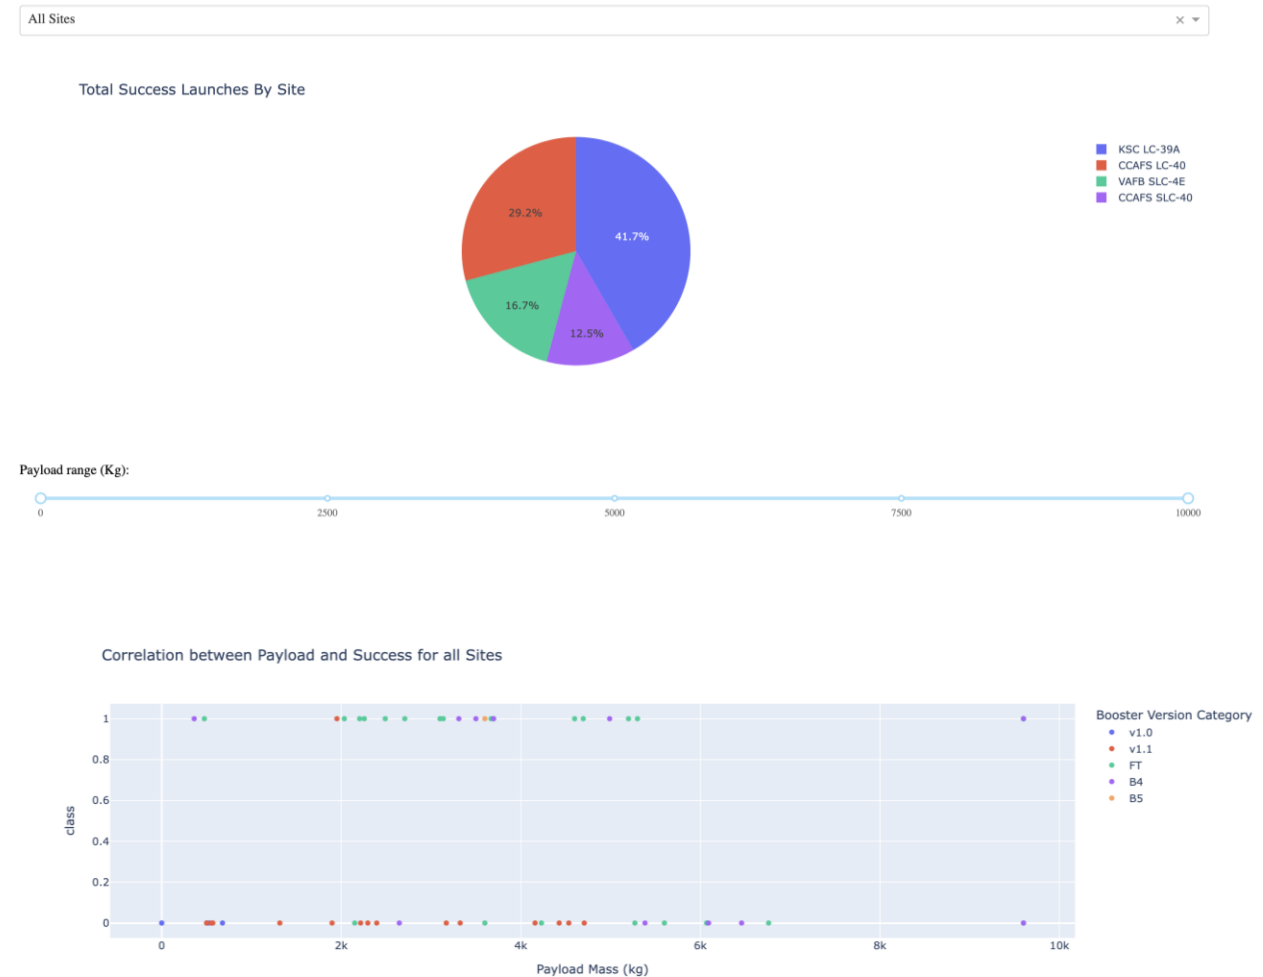 All Sites
Total Success Launches By Site
KSC LC-39A
CCAFS LC-40
VAFB SLC-4E
CCAFS SLC-40
29.2%
41.7%
16.7%
12.5%
Payload range (Kg):
0 2500 5000 7500 10000
Correlation between Payload and Success for all Sites
Booster Version Category
v1.0
v1.1
FT
B4
B5
class
1
0.8
0.6
0.4
0.2
0
0 2k 4k 6k 8k 10k
Payload Mass (kg)